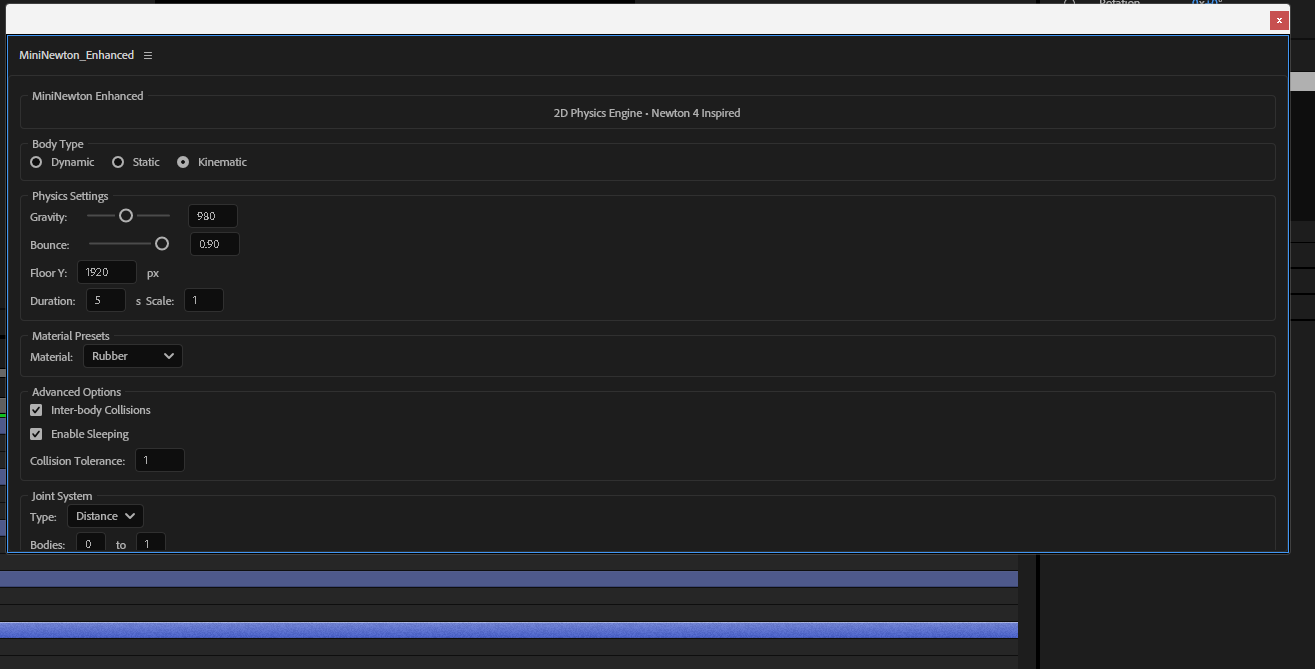 Rotation
0x+0°
x
MiniNewton_Enhanced
MiniNewton Enhanced
2D Physics Engine - Newton 4 Inspired
Body Type
Dynamic Static Kinematic
Physics Settings
Gravity: 980
Bounce: 0.90
Floor Y: 1920 px
Duration: 5 s Scale: 1
Material Presets
Material: Rubber
Advanced Options
Inter-body Collisions
Enable Sleeping
Collision Tolerance: 1
Joint System
Type: Distance
Bodies: 0 to 1